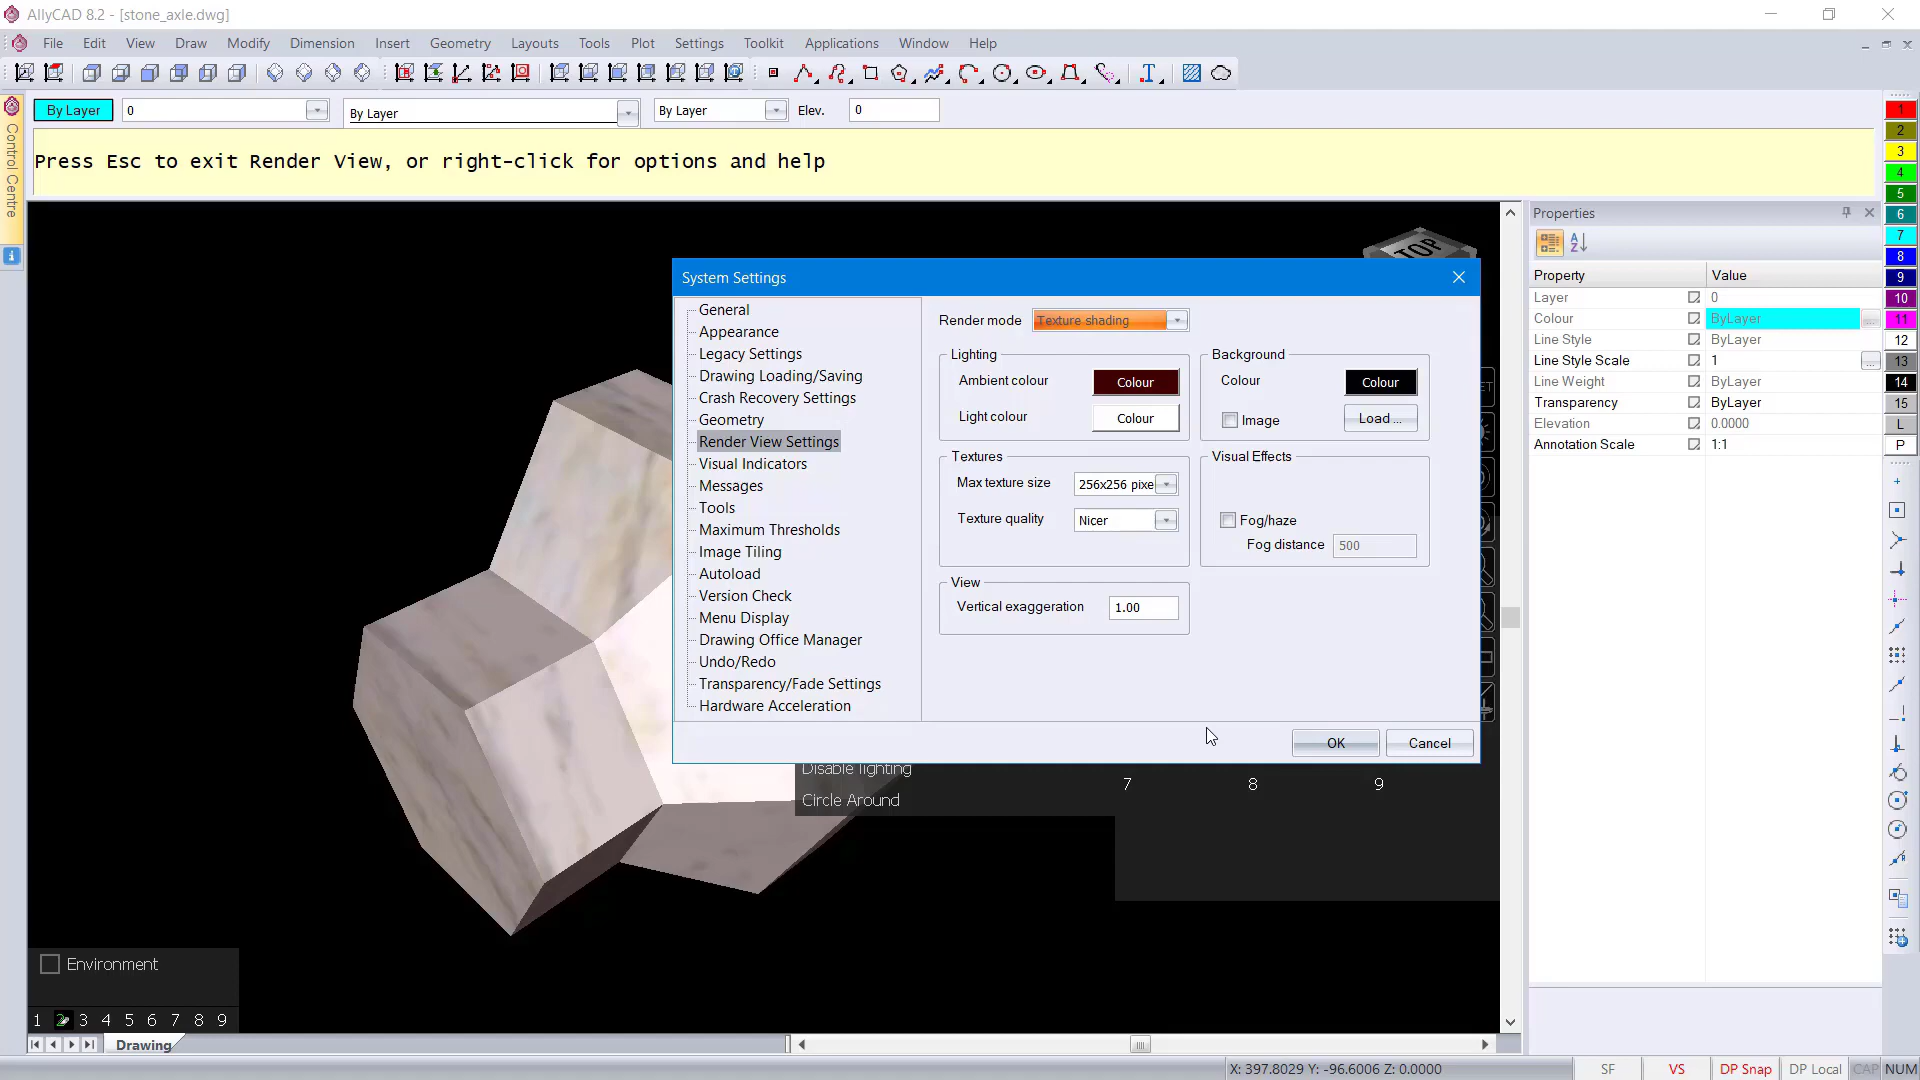 AllyCAD 8.2 - [stone_axle.dwg]
File Edit View Draw Modify Dimension Insert Geometry Layouts Tools Plot Settings Toolkit Applications Window Help
By Layer 0 By Layer By Layer Elev. 0
Control Centre
Press Esc to exit Render View, or right-click for options and help
TOP
System Settings
General
Appearance
Legacy Settings
Drawing Loading/Saving
Crash Recovery Settings
Geometry
Render View Settings
Visual Indicators
Messages
Tools
Maximum Thresholds
Image Tiling
Autoload
Version Check
Menu Display
Drawing Office Manager
Undo/Redo
Transparency/Fade Settings
Hardware Acceleration
Render mode Texture shading
Lighting
Ambient colour Colour
Light colour Colour
Background
Colour Colour
Image Load ...
Textures
Max texture size 256x256 pixe
Texture quality Nicer
Visual Effects
Fog/haze
Fog distance 500
View
Vertical exaggeration 1.00
OK Cancel
Disable lighting
Circle Around
7 8 9
Environment
1 2 3 4 5 6 7 8 9
Drawing
Properties
Property Value
Layer 0
Colour ByLayer
Line Style ByLayer
Line Style Scale 1
Line Weight ByLayer
Transparency ByLayer
Elevation 0.0000
Annotation Scale 1:1
1
2
3
4
5
6
7
8
9
10
11
12
13
14
15
L
P
X: 397.8029 Y: -96.6006 Z: 0.0000 SF VS DP Snap DP Local CAP NUM